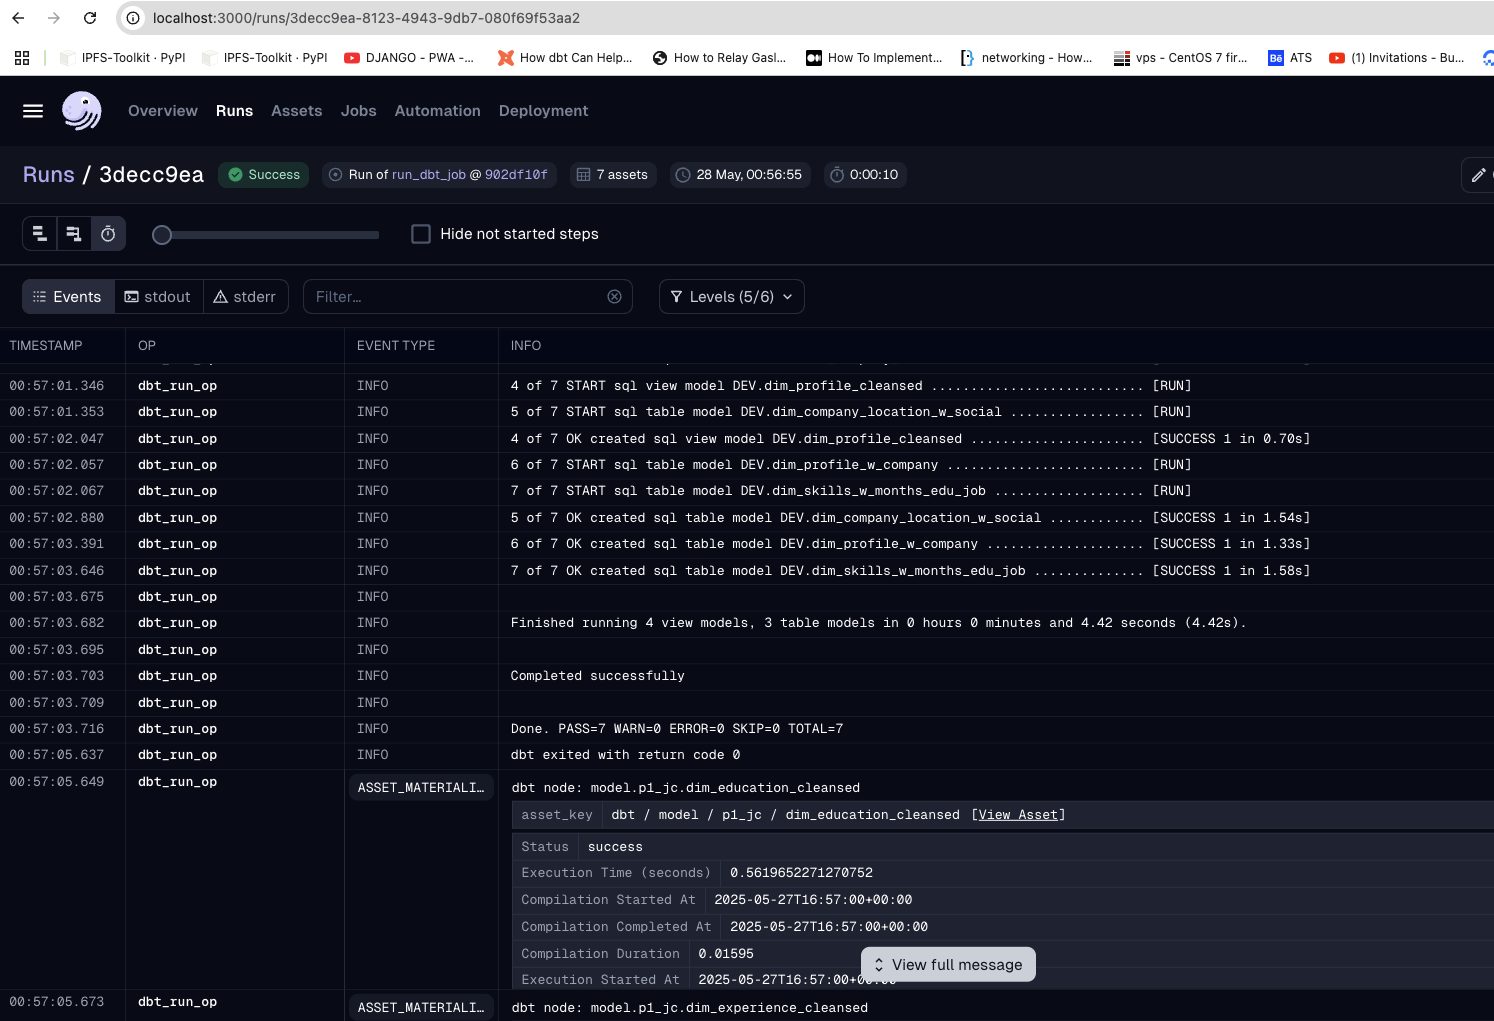 localhost:3000/runs/3decc9ea-8123-4943-9db7-080f69f53aa2
IPFS-Toolkit · PyPI
IPFS-Toolkit · PyPI
DJANGO - PWA -...
How dbt Can Help...
How to Relay Gasl...
How To Implement...
networking - How...
vps - CentOS 7 fir...
Bē ATS
(1) Invitations - Bu...
Overview Runs Assets Jobs Automation Deployment
Runs / 3decc9ea
Success
Run of run_dbt_job @ 902df10f
7 assets
28 May, 00:56:55
0:00:10
Hide not started steps
Events stdout stderr
Filter...
Levels (5/6)
TIMESTAMP OP EVENT TYPE INFO
00:57:01.346 dbt_run_op INFO 4 of 7 START sql view model DEV.dim_profile_cleansed ........................... [RUN]
00:57:01.353 dbt_run_op INFO 5 of 7 START sql table model DEV.dim_company_location_w_social ................. [RUN]
00:57:02.047 dbt_run_op INFO 4 of 7 OK created sql view model DEV.dim_profile_cleansed ...................... [SUCCESS 1 in 0.70s]
00:57:02.057 dbt_run_op INFO 6 of 7 START sql table model DEV.dim_profile_w_company ......................... [RUN]
00:57:02.067 dbt_run_op INFO 7 of 7 START sql table model DEV.dim_skills_w_months_edu_job ................... [RUN]
00:57:02.880 dbt_run_op INFO 5 of 7 OK created sql table model DEV.dim_company_location_w_social ............ [SUCCESS 1 in 1.54s]
00:57:03.391 dbt_run_op INFO 6 of 7 OK created sql table model DEV.dim_profile_w_company .................... [SUCCESS 1 in 1.33s]
00:57:03.646 dbt_run_op INFO 7 of 7 OK created sql table model DEV.dim_skills_w_months_edu_job .............. [SUCCESS 1 in 1.58s]
00:57:03.675 dbt_run_op INFO
00:57:03.682 dbt_run_op INFO Finished running 4 view models, 3 table models in 0 hours 0 minutes and 4.42 seconds (4.42s).
00:57:03.695 dbt_run_op INFO
00:57:03.703 dbt_run_op INFO Completed successfully
00:57:03.709 dbt_run_op INFO
00:57:03.716 dbt_run_op INFO Done. PASS=7 WARN=0 ERROR=0 SKIP=0 TOTAL=7
00:57:05.637 dbt_run_op INFO dbt exited with return code 0
00:57:05.649 dbt_run_op ASSET_MATERIALI... dbt node: model.p1_jc.dim_education_cleansed
asset_key dbt / model / p1_jc / dim_education_cleansed [View Asset]
Status success
Execution Time (seconds) 0.5619652271270752
Compilation Started At 2025-05-27T16:57:00+00:00
Compilation Completed At 2025-05-27T16:57:00+00:00
Compilation Duration 0.01595
Execution Started At 2025-05-27T16:57:00+00:00
View full message
00:57:05.673 dbt_run_op ASSET_MATERIALI... dbt node: model.p1_jc.dim_experience_cleansed